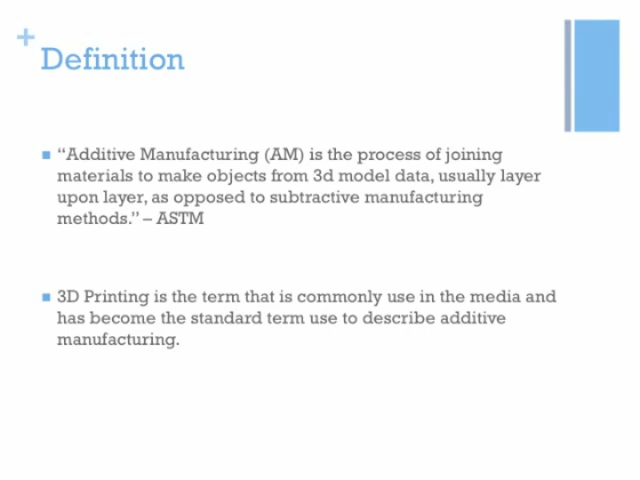 +
Definition
“Additive Manufacturing (AM) is the process of joining
materials to make objects from 3d model data, usually layer
upon layer, as opposed to subtractive manufacturing
methods.” – ASTM
3D Printing is the term that is commonly use in the media and
has become the standard term use to describe additive
manufacturing.